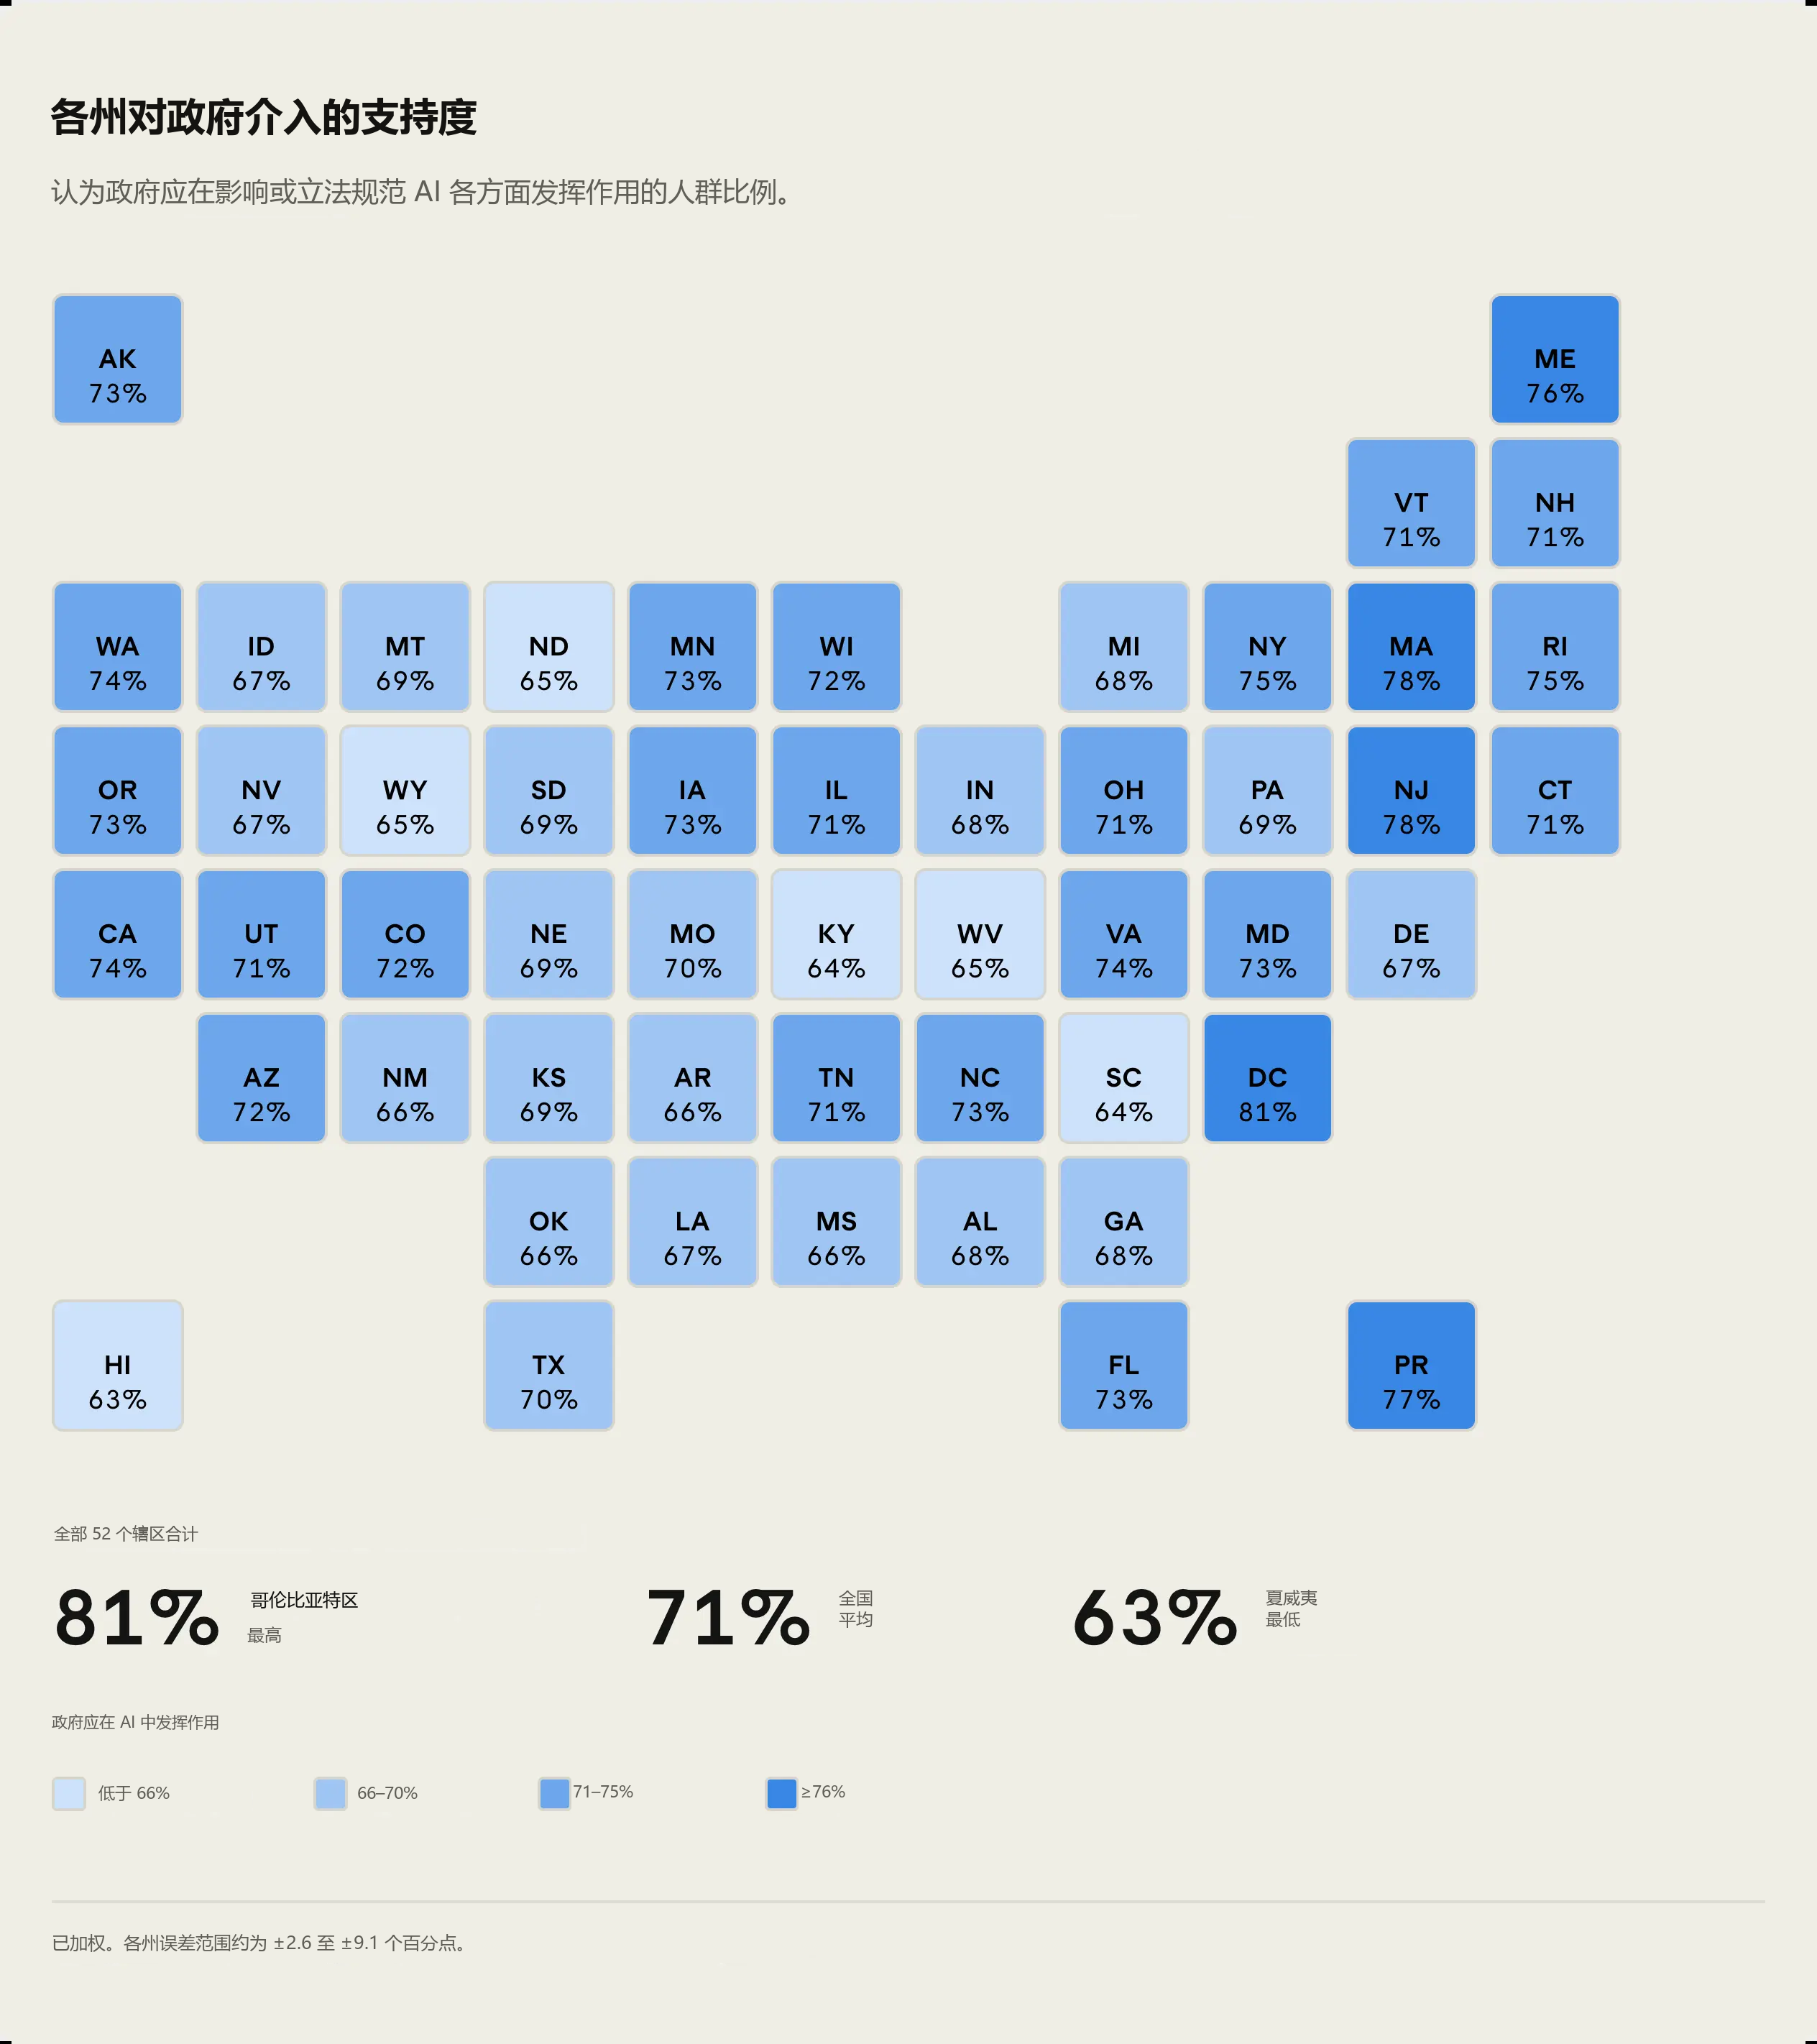 各州对政府介入的支持度
认为政府应在影响或立法规范 AI 各方面发挥作用的人群比例。
AK
73%
ME
76%
VT
71%
NH
71%
WA
74%
ID
67%
MT
69%
ND
65%
MN
73%
WI
72%
MI
68%
NY
75%
MA
78%
RI
75%
OR
73%
NV
67%
WY
65%
SD
69%
IA
73%
IL
71%
IN
68%
OH
71%
PA
69%
NJ
78%
CT
71%
CA
74%
UT
71%
CO
72%
NE
69%
MO
70%
KY
64%
WV
65%
VA
74%
MD
73%
DE
67%
AZ
72%
NM
66%
KS
69%
AR
66%
TN
71%
NC
73%
SC
64%
DC
81%
OK
66%
LA
67%
MS
66%
AL
68%
GA
68%
HI
63%
TX
70%
FL
73%
PR
77%
全部 52 个辖区合计
81%
哥伦比亚特区
最高
71%
全国
平均
63%
夏威夷
最低
政府应在 AI 中发挥作用
低于 66%
66–70%
71–75%
≥76%
已加权。各州误差范围约为 ±2.6 至 ±9.1 个百分点。